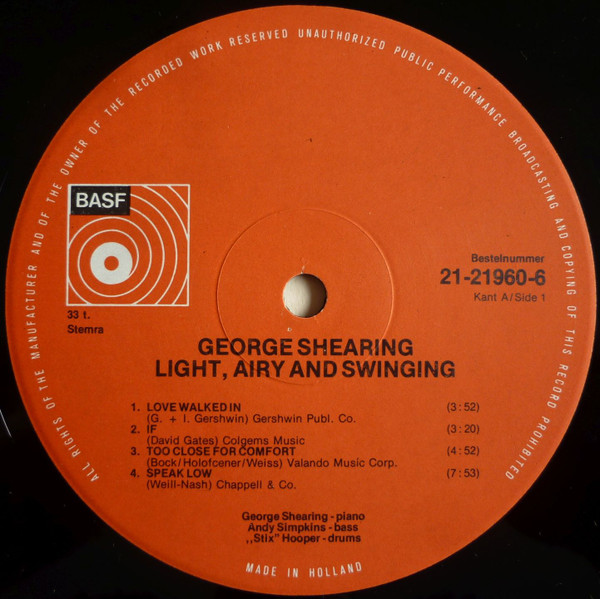 ALL RIGHTS OF THE MANUFACTURER AND OF THE OWNER OF THE RECORDED WORK RESERVED UNAUTHORIZED PUBLIC PERFORMANCE BROADCASTING AND COPYING OF THIS RECORD PROHIBITED
BASF
33 t.
Stemra
Bestelnummer
21-21960-6
Kant A/Side 1
GEORGE SHEARING
LIGHT, AIRY AND SWINGING
1. LOVE WALKED IN (3:52)
(G. + I. Gershwin) Gershwin Publ. Co.
2. IF (3:20)
(David Gates) Colgems Music
3. TOO CLOSE FOR COMFORT (4:52)
(Bock/Holofcener/Weiss) Valando Music Corp.
4. SPEAK LOW (7:53)
(Weill-Nash) Chappell & Co.
George Shearing - piano
Andy Simpkins - bass
,,Stix" Hooper - drums
MADE IN HOLLAND